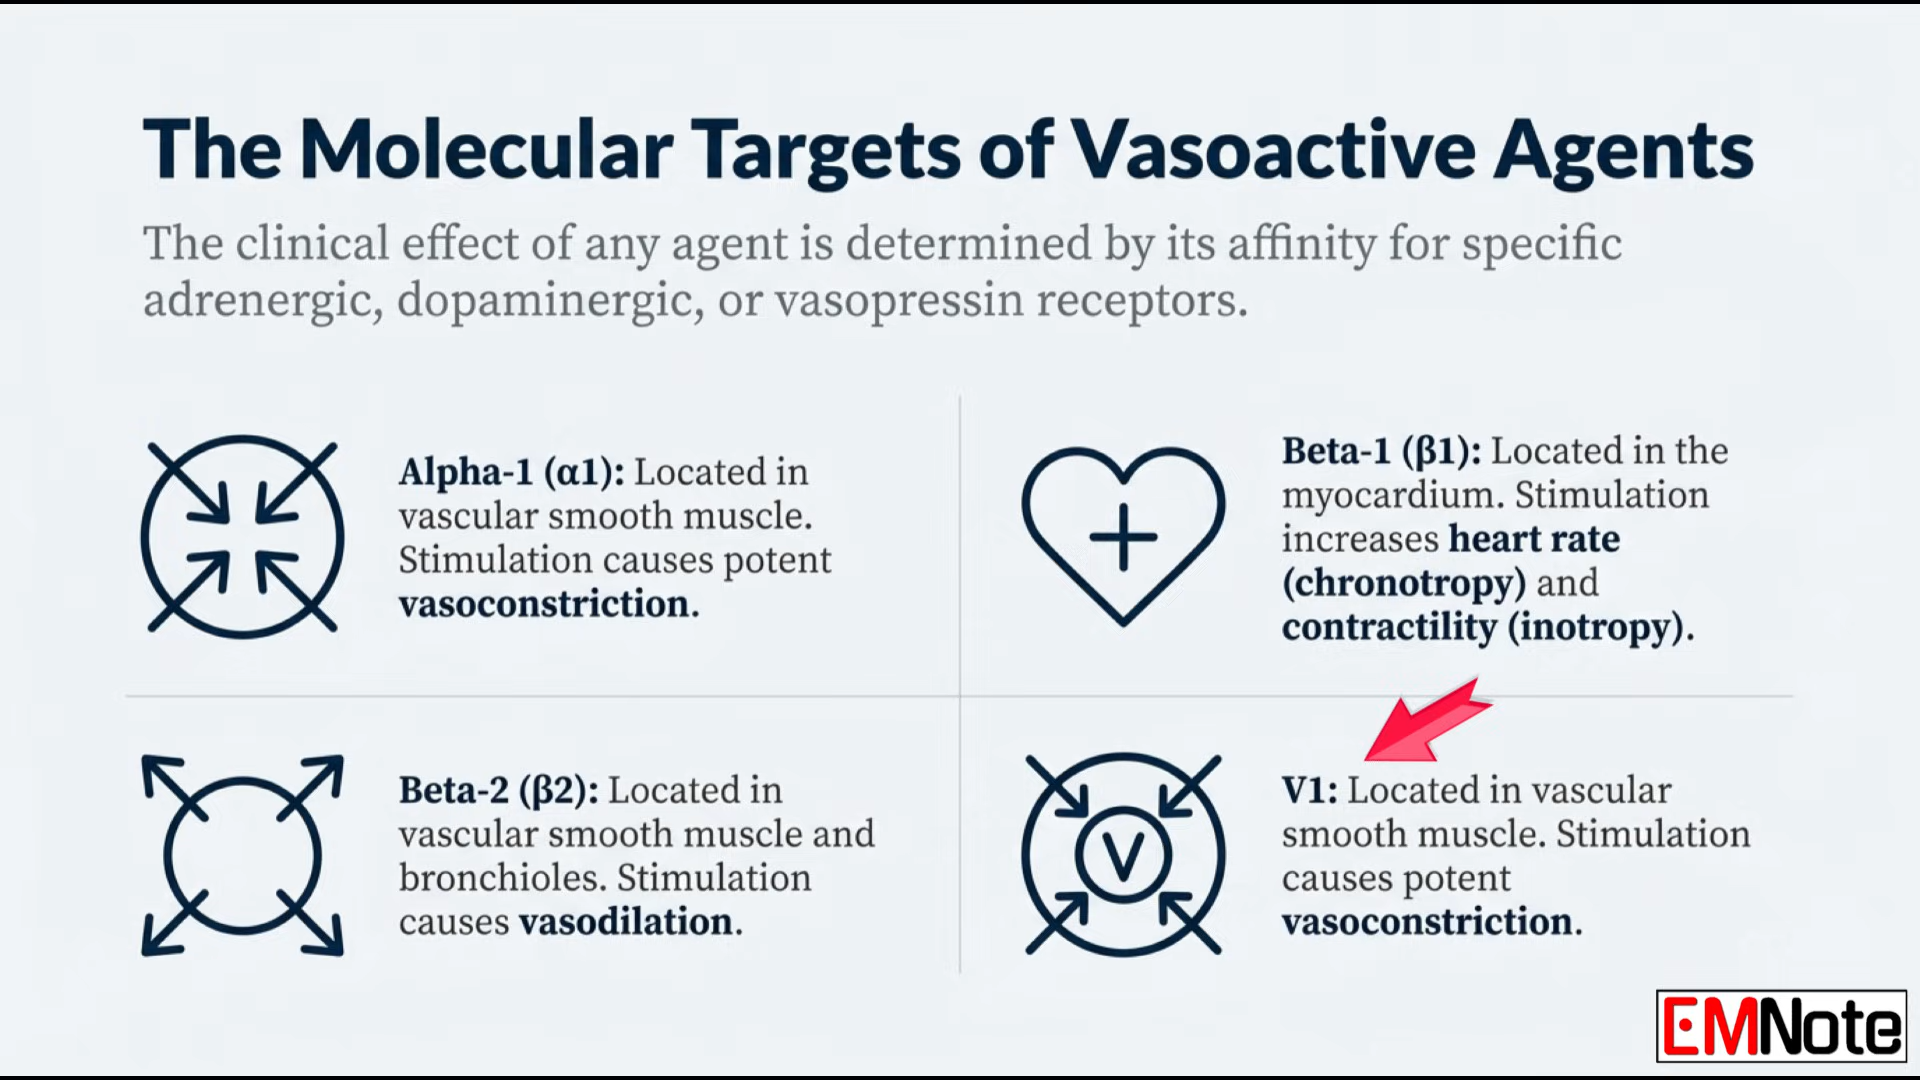 The Molecular Targets of Vasoactive Agents
The clinical effect of any agent is determined by its affinity for specific
adrenergic, dopaminergic, or vasopressin receptors.
Alpha-1 (α1): Located in
vascular smooth muscle.
Stimulation causes potent
vasoconstriction.
Beta-1 (β1): Located in the
myocardium. Stimulation
increases heart rate
(chronotropy) and
contractility (inotropy).
Beta-2 (β2): Located in
vascular smooth muscle and
bronchioles. Stimulation
causes vasodilation.
V
V1: Located in vascular
smooth muscle. Stimulation
causes potent
vasoconstriction.
EMNote